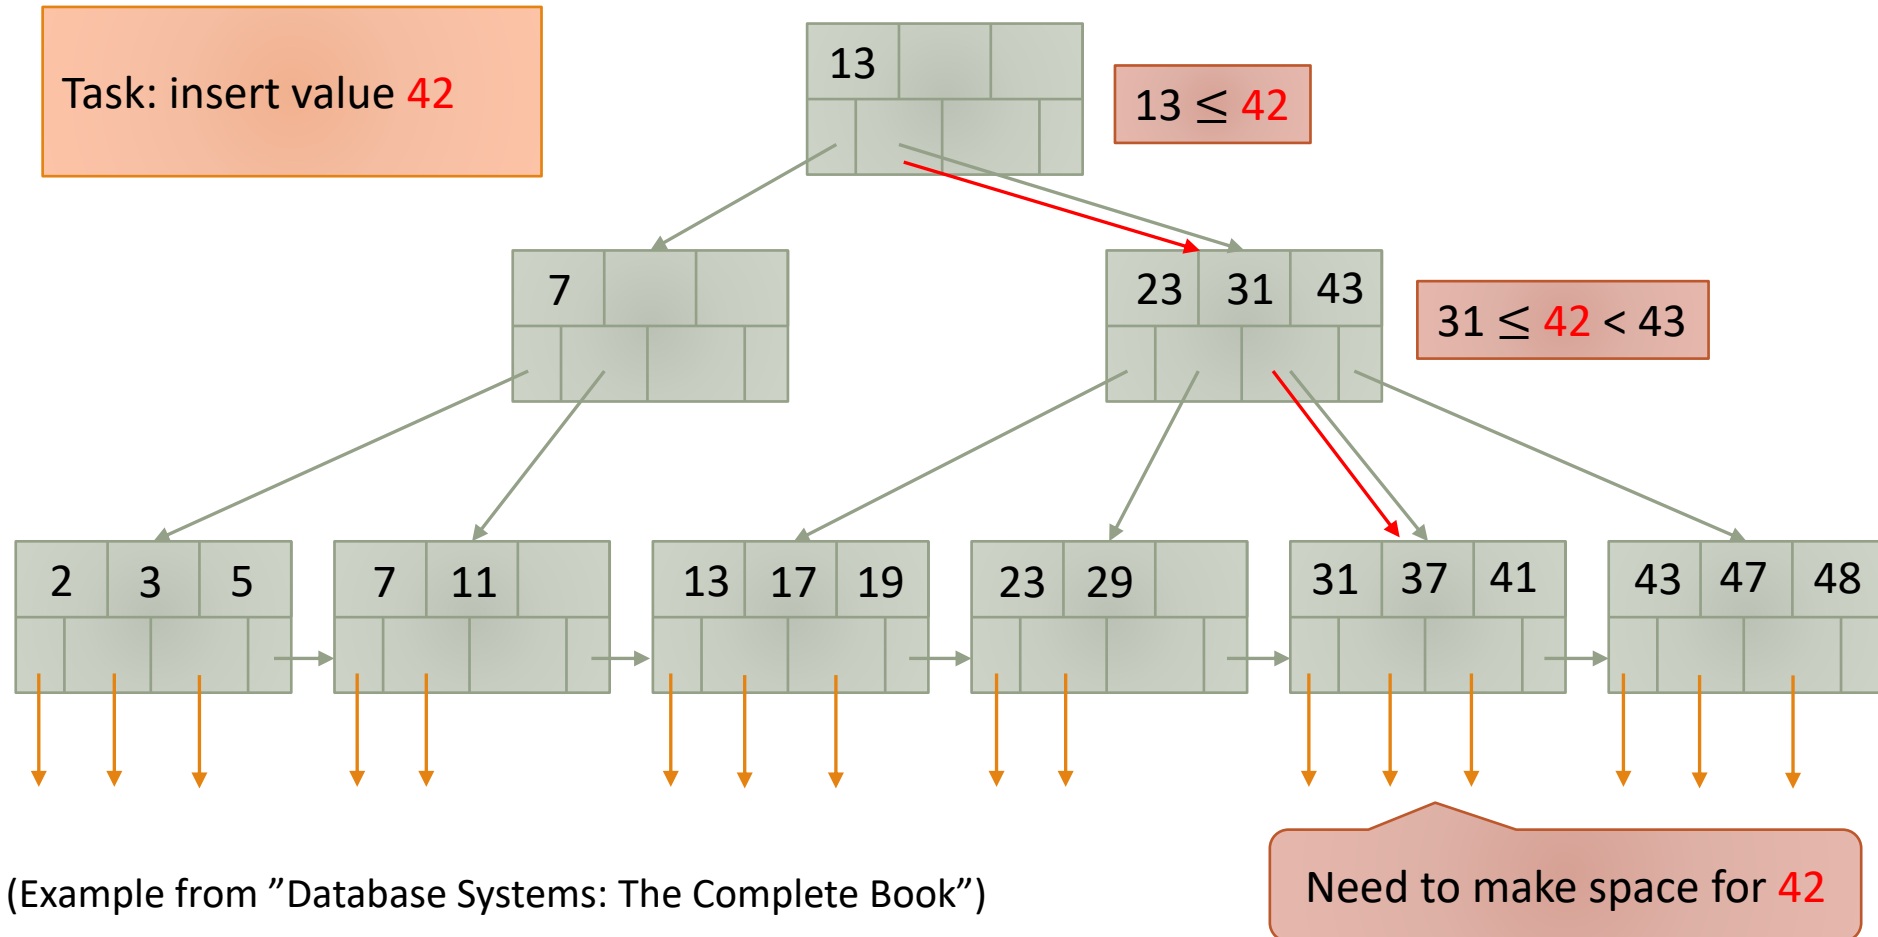 Task: insert value 42
13
13 ≤ 42
7
23 31 43
31 ≤ 42 < 43
2 3 5
7 11
13 17 19
23 29
31 37 41
43 47 48
(Example from ”Database Systems: The Complete Book”)
Need to make space for 42